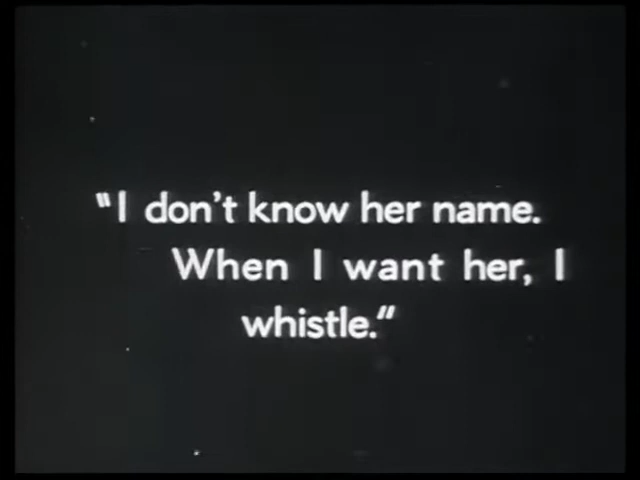 "I don't know her name.
When I want her, I
whistle."